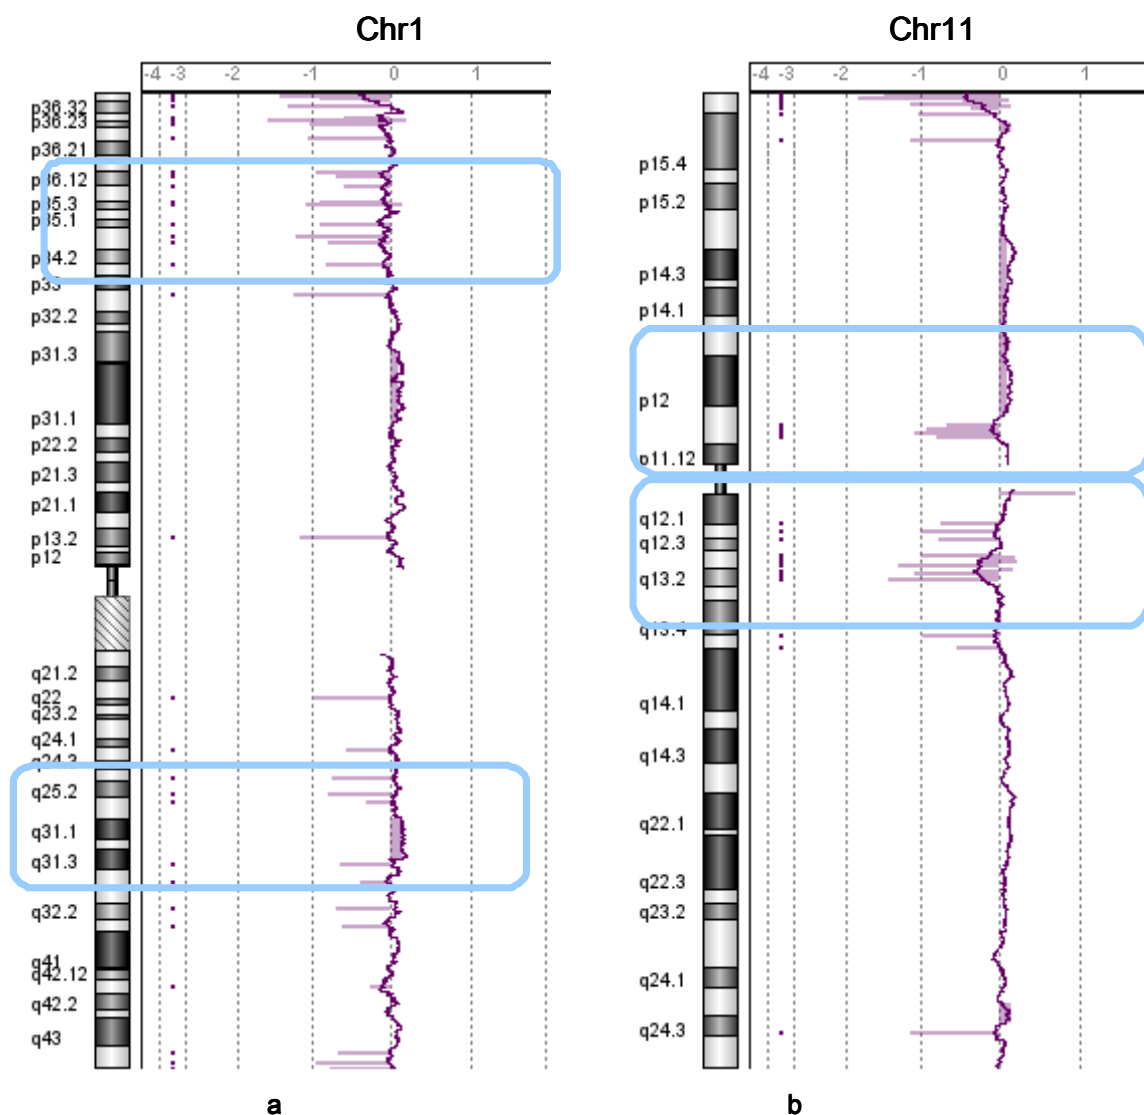 Chr1
-4 -3 -2 -1 0 1
p36.32
p36.23
p36.21
p36.12
p35.3
p35.1
p34.2
p33
p32.2
p31.3
p31.1
p22.2
p21.3
p21.1
p13.2
p12
q21.2
q22
q23.2
q24.1
q24.3
q25.2
q31.1
q31.3
q32.2
q41
q42.12
q42.2
q43
a
Chr11
-4 -3 -2 -1 0 1
p15.4
p15.2
p14.3
p14.1
p12
p11.12
q12.1
q12.3
q13.2
q13.4
q14.1
q14.3
q22.1
q22.3
q23.2
q24.1
q24.3
b